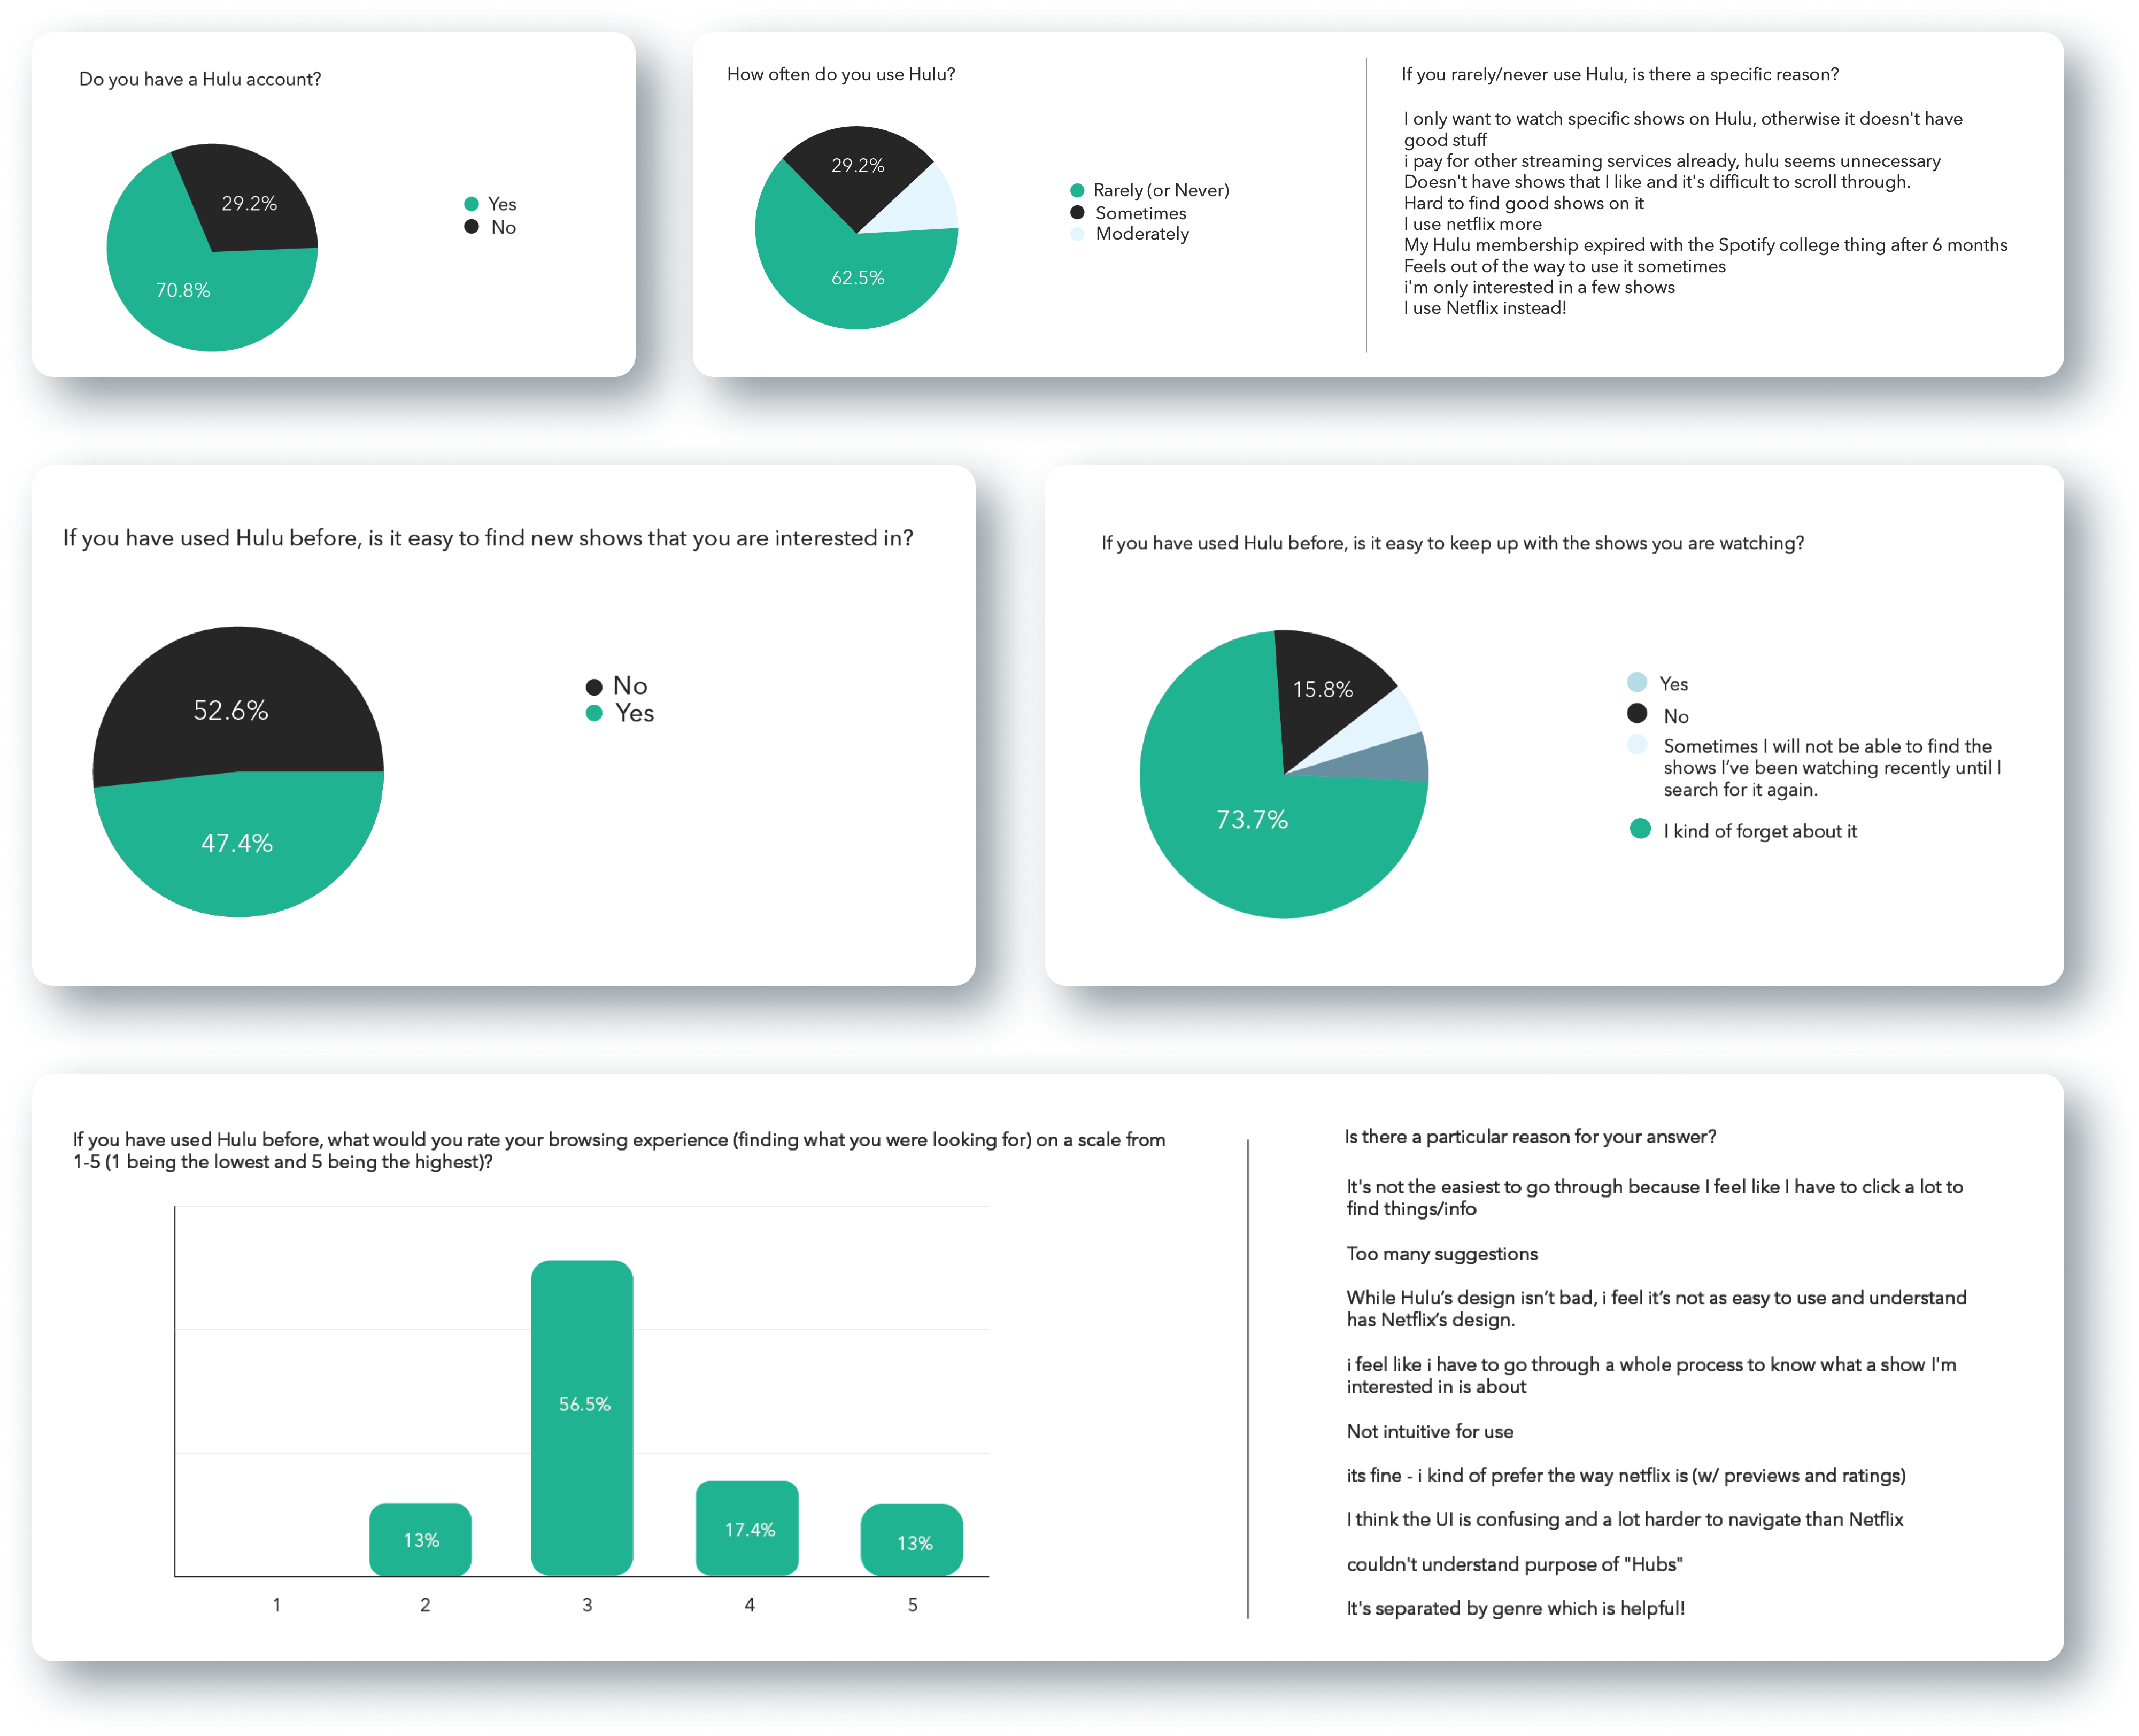 Do you have a Hulu account?
29.2%
70.8%
Yes
No
How often do you use Hulu?
29.2%
62.5%
Rarely (or Never)
Sometimes
Moderately
If you rarely/never use Hulu, is there a specific reason?
I only want to watch specific shows on Hulu, otherwise it doesn't have
good stuff
i pay for other streaming services already, hulu seems unnecessary
Doesn't have shows that I like and it's difficult to scroll through.
Hard to find good shows on it
I use netflix more
My Hulu membership expired with the Spotify college thing after 6 months
Feels out of the way to use it sometimes
i'm only interested in a few shows
I use Netflix instead!
If you have used Hulu before, is it easy to find new shows that you are interested in?
52.6%
47.4%
No
Yes
If you have used Hulu before, is it easy to keep up with the shows you are watching?
15.8%
73.7%
Yes
No
Sometimes I will not be able to find the
shows I’ve been watching recently until I
search for it again.
I kind of forget about it
If you have used Hulu before, what would you rate your browsing experience (finding what you were looking for) on a scale from
1-5 (1 being the lowest and 5 being the highest)?
56.5%
17.4%
13%
13%
1 2 3 4 5
Is there a particular reason for your answer?
It's not the easiest to go through because I feel like I have to click a lot to
find things/info
Too many suggestions
While Hulu’s design isn’t bad, i feel it’s not as easy to use and understand
has Netflix’s design.
i feel like i have to go through a whole process to know what a show I'm
interested in is about
Not intuitive for use
its fine - i kind of prefer the way netflix is (w/ previews and ratings)
I think the UI is confusing and a lot harder to navigate than Netflix
couldn't understand purpose of "Hubs"
It's separated by genre which is helpful!